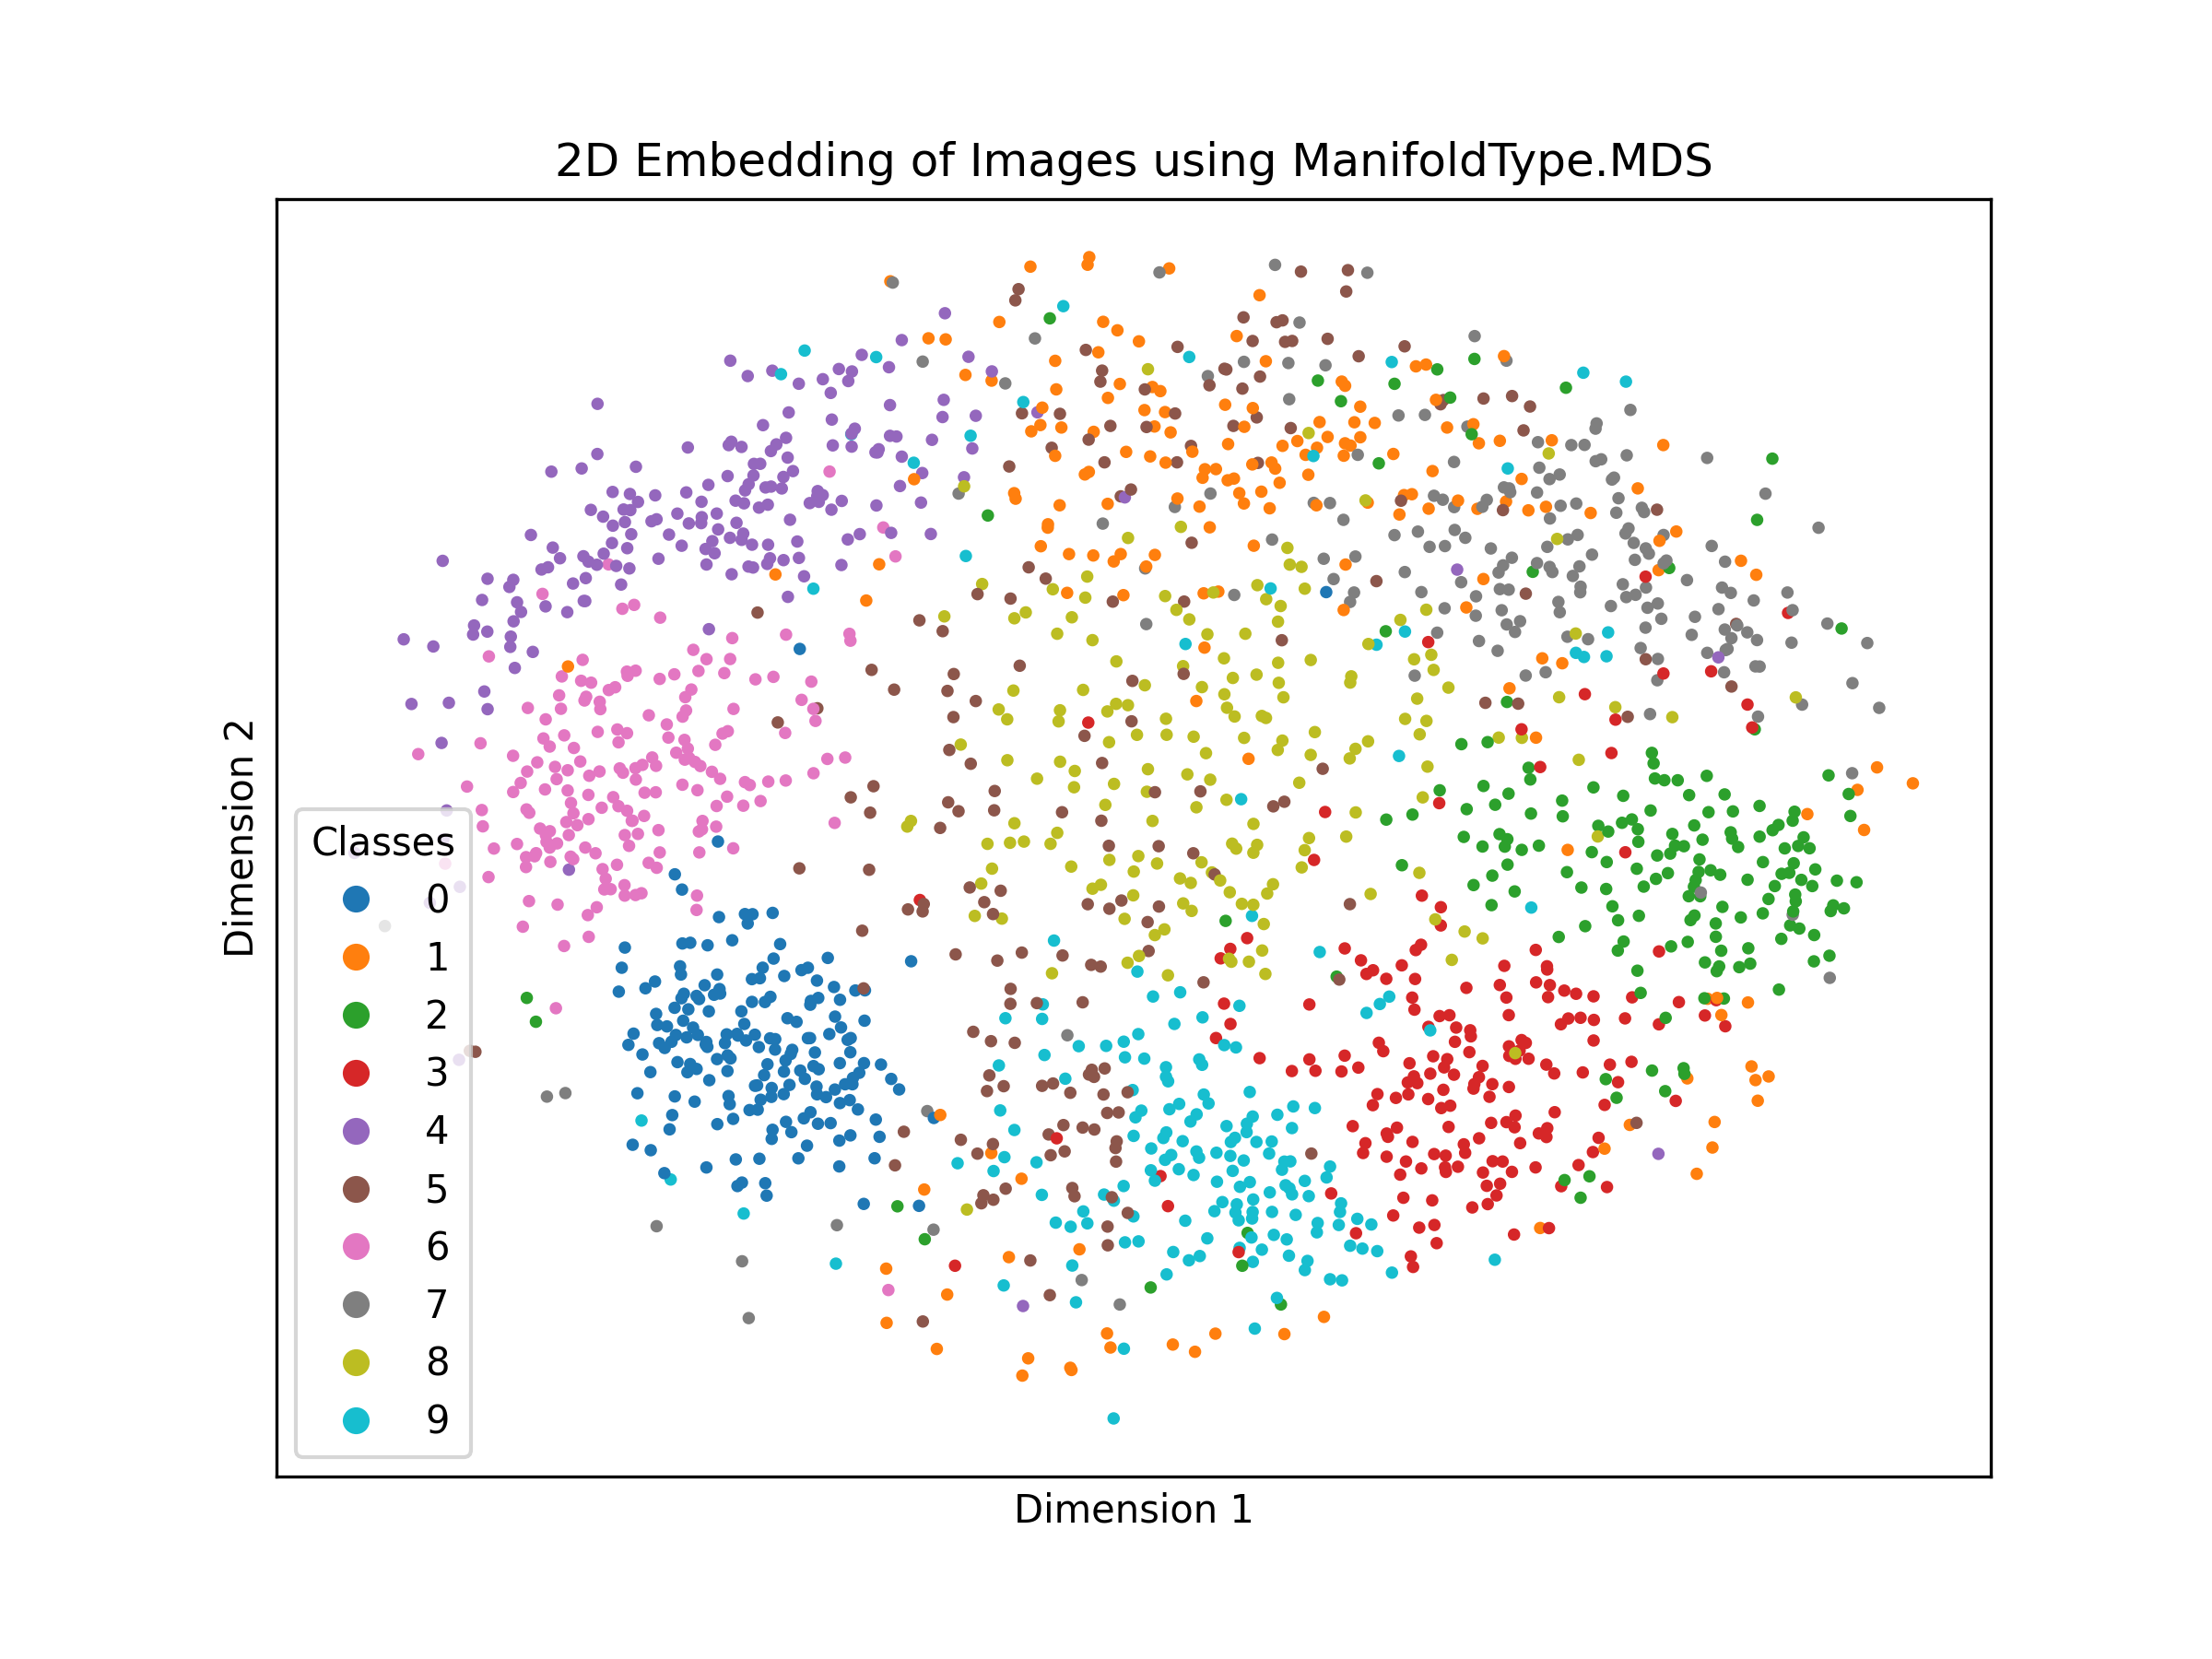 2D Embedding of Images using ManifoldType.MDS
Dimension 2
Classes
0
1
2
3
4
5
6
7
8
9
Dimension 1